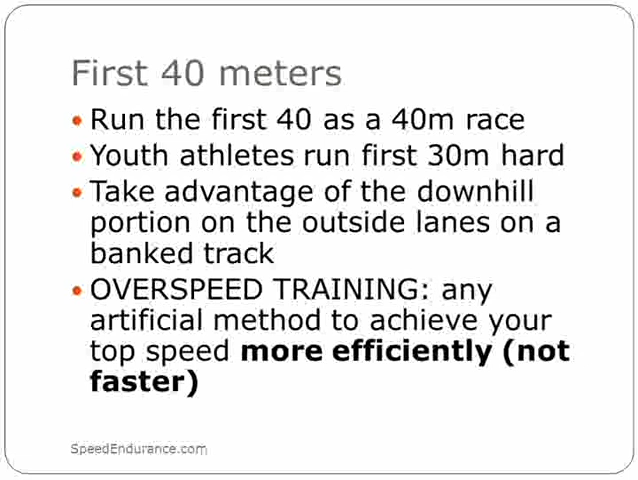 First 40 meters
Run the first 40 as a 40m race
Youth athletes run first 30m hard
Take advantage of the downhill
portion on the outside lanes on a
banked track
OVERSPEED TRAINING: any
artificial method to achieve your
top speed more efficiently (not
faster)
SpeedEndurance.com